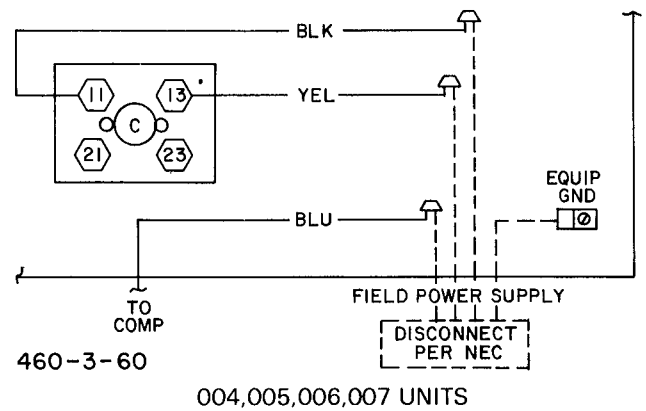 BLK
11 13
YEL
C
21 23
EQUIP
GND
BLU
FIELD POWER SUPPLY
TO
COMP
DISCONNECT
PER NEC
460-3-60
004,005,006,007 UNITS